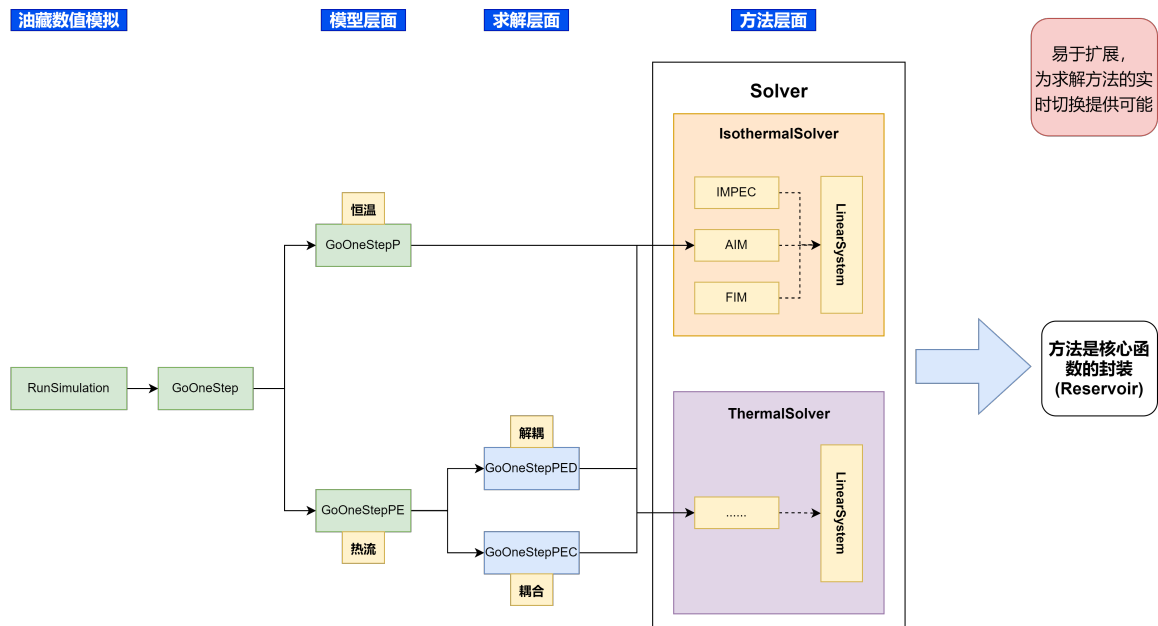 油藏数值模拟
模型层面
求解层面
方法层面
易于扩展，
为求解方法的实
时切换提供可能
Solver
IsothermalSolver
IMPEC
AIM
FIM
LinearSystem
恒温
GoOneStepP
RunSimulation
GoOneStep
方法是核心函
数的封装
(Reservoir)
ThermalSolver
解耦
GoOneStepPED
GoOneStepPE
热流
......
LinearSystem
GoOneStepPEC
耦合